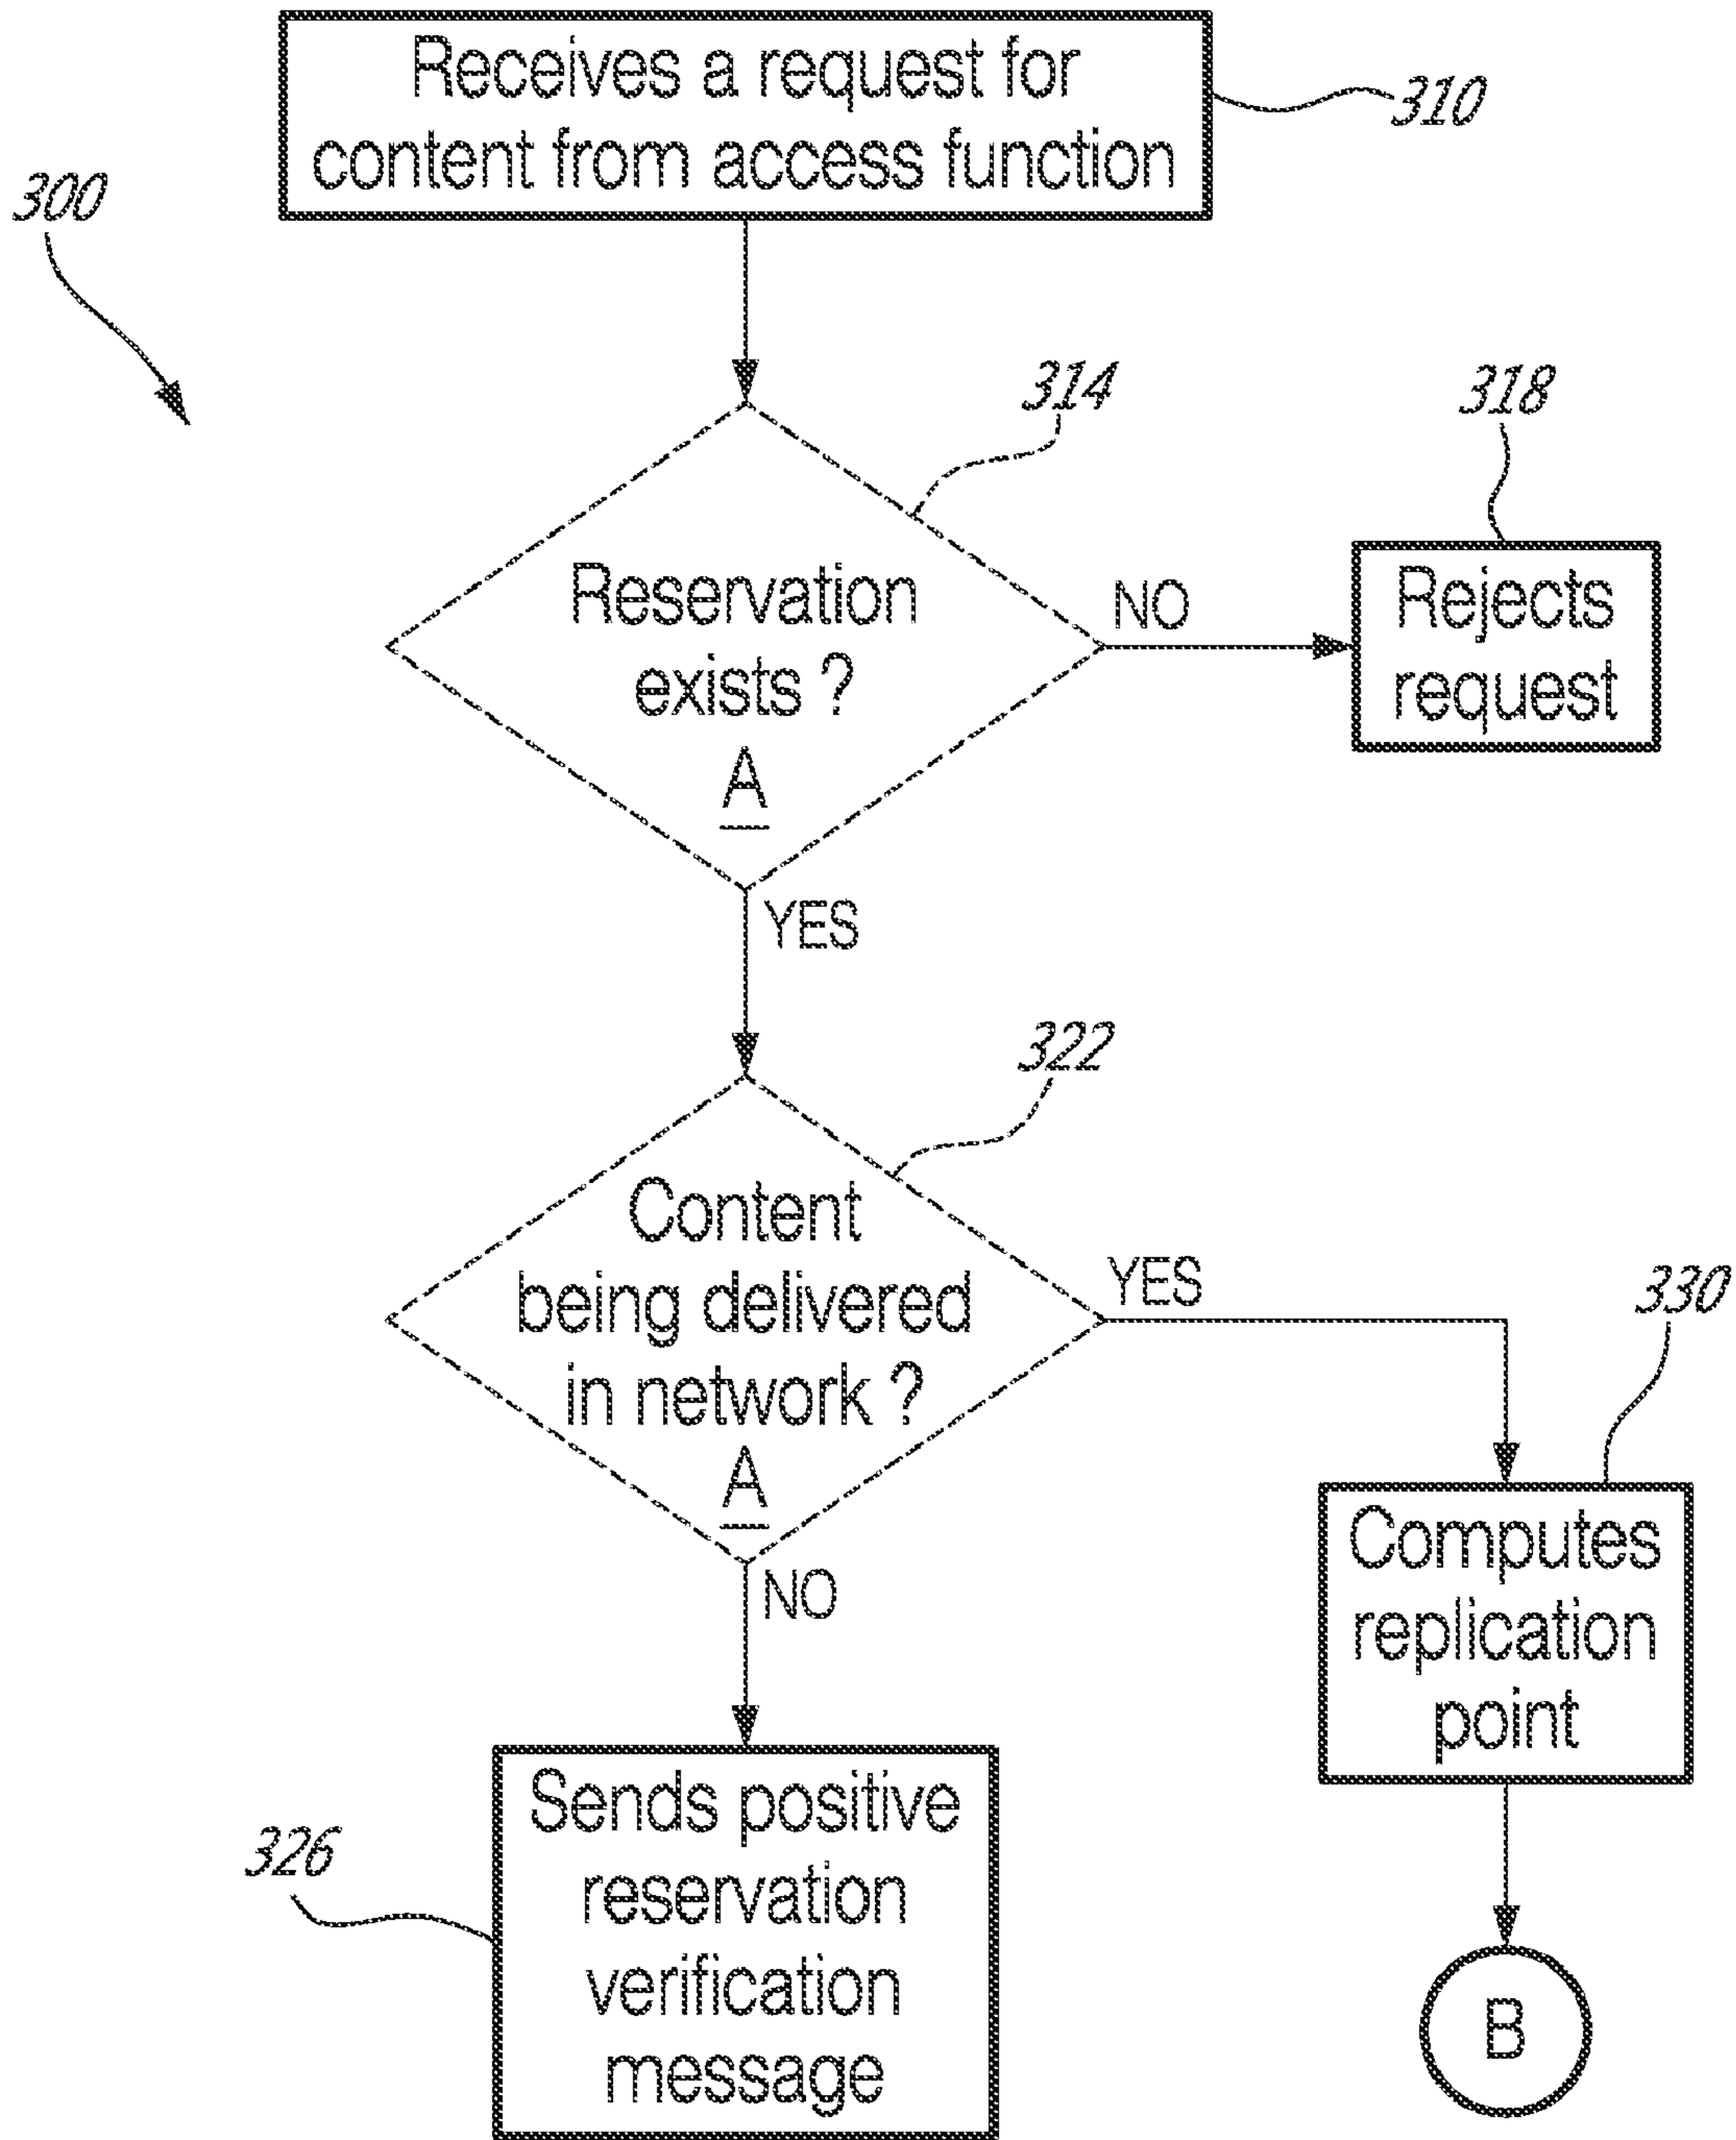 Receives a request for
content from access function
310
300
314
318
Reservation
exists ?
A
NO
Rejects
request
YES
322
Content
being delivered
in network ?
A
YES
330
NO
Computes
replication
point
326
Sends positive
reservation
verification
message
B